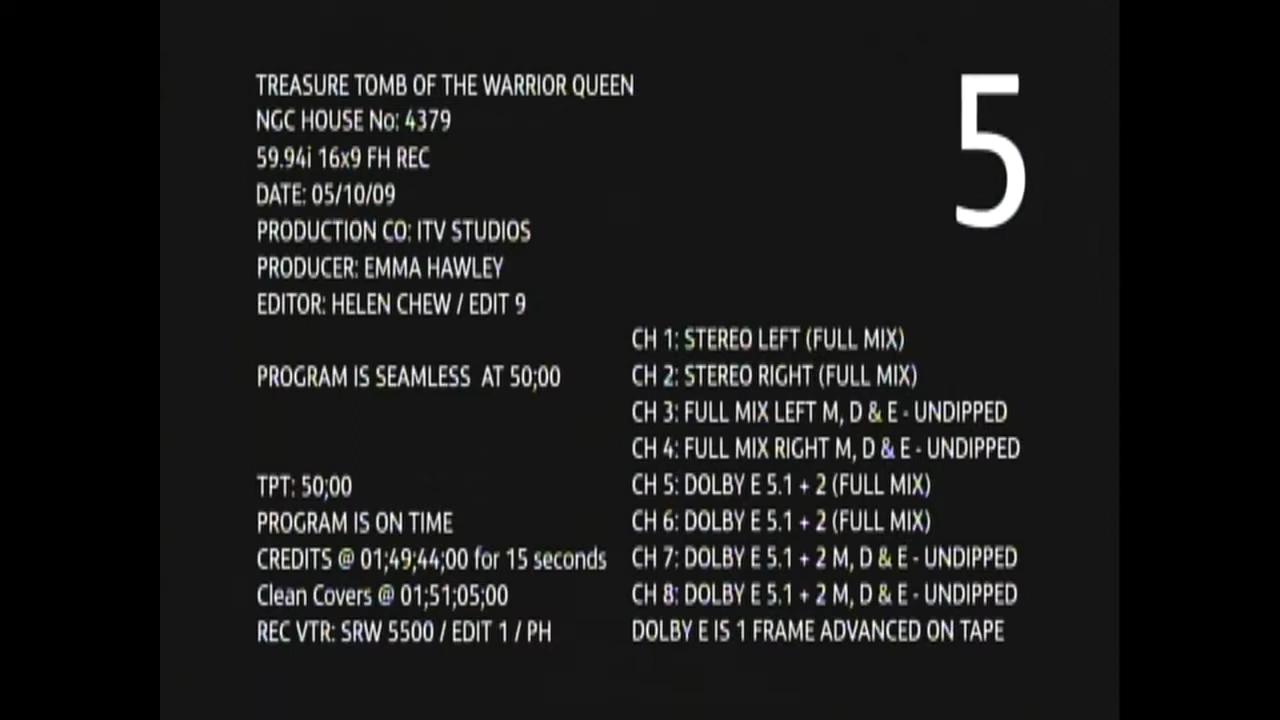 TREASURE TOMB OF THE WARRIOR QUEEN
NGC HOUSE No: 4379
59.94i 16x9 FH REC
DATE: 05/10/09
PRODUCTION CO: ITV STUDIOS
PRODUCER: EMMA HAWLEY
EDITOR: HELEN CHEW / EDIT 9
PROGRAM IS SEAMLESS AT 50;00
TPT: 50;00
PROGRAM IS ON TIME
CREDITS @ 01;49;44;00 for 15 seconds
Clean Covers @ 01;51;05;00
REC VTR: SRW 5500 / EDIT 1 / PH
5
CH 1: STEREO LEFT (FULL MIX)
CH 2: STEREO RIGHT (FULL MIX)
CH 3: FULL MIX LEFT M, D & E - UNDIPPED
CH 4: FULL MIX RIGHT M, D & E - UNDIPPED
CH 5: DOLBY E 5.1 + 2 (FULL MIX)
CH 6: DOLBY E 5.1 + 2 (FULL MIX)
CH 7: DOLBY E 5.1 + 2 M, D & E - UNDIPPED
CH 8: DOLBY E 5.1 + 2 M, D & E - UNDIPPED
DOLBY E IS 1 FRAME ADVANCED ON TAPE